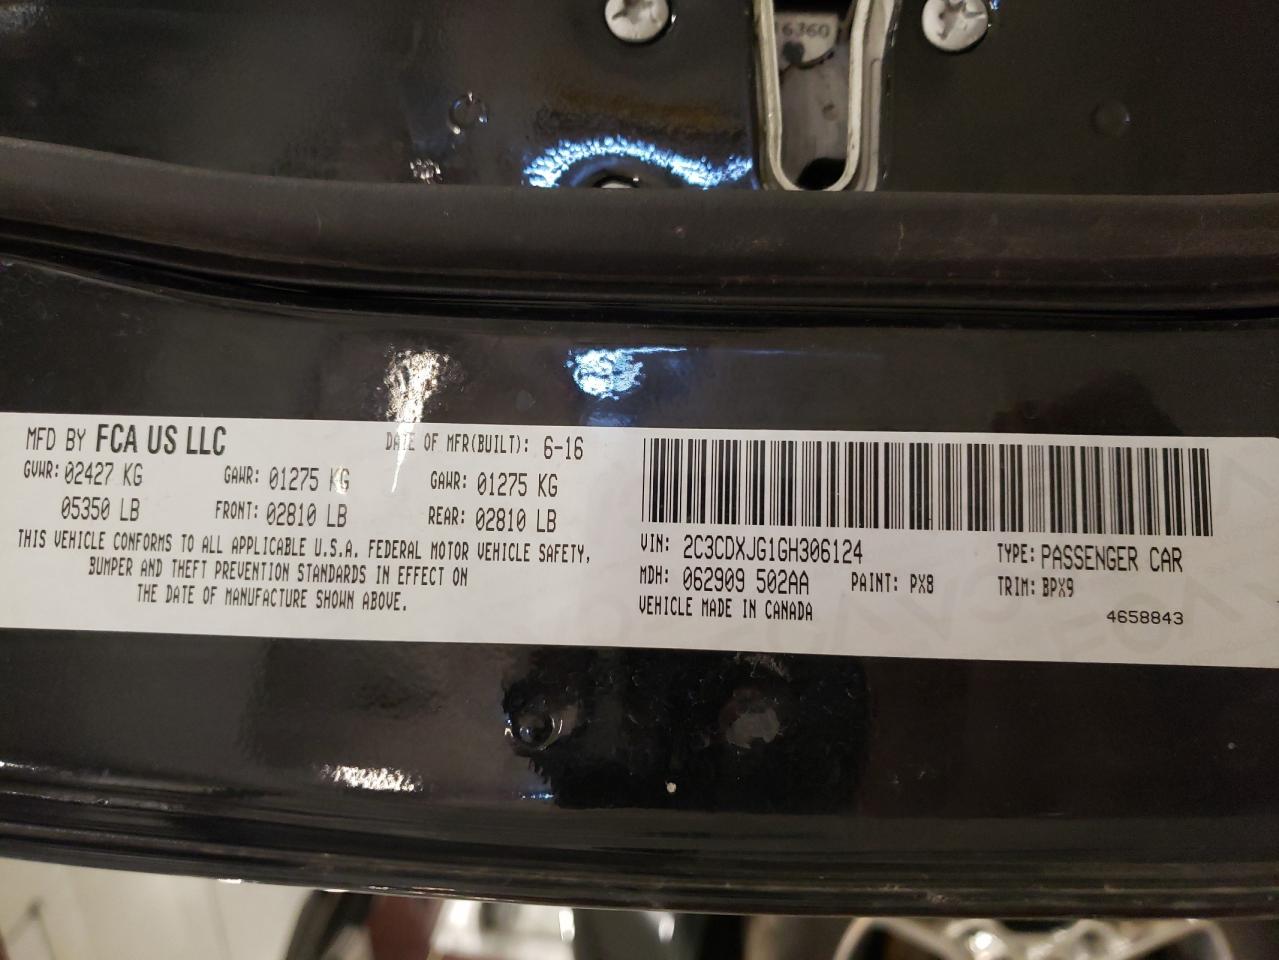 6360
MFD BY FCA US LLC DATE OF MFR(BUILT): 6-16
GVWR: 02427 KG GAWR: 01275 KG GAWR: 01275 KG
05350 LB FRONT: 02810 LB REAR: 02810 LB
THIS VEHICLE CONFORMS TO ALL APPLICABLE U.S.A. FEDERAL MOTOR VEHICLE SAFETY,
BUMPER AND THEFT PREVENTION STANDARDS IN EFFECT ON
THE DATE OF MANUFACTURE SHOWN ABOVE.
VIN: 2C3CDXJG1GH306124 TYPE: PASSENGER CAR
MDH: 062909 502AA PAINT: PX8 TRIM: BPX9
VEHICLE MADE IN CANADA 4658843